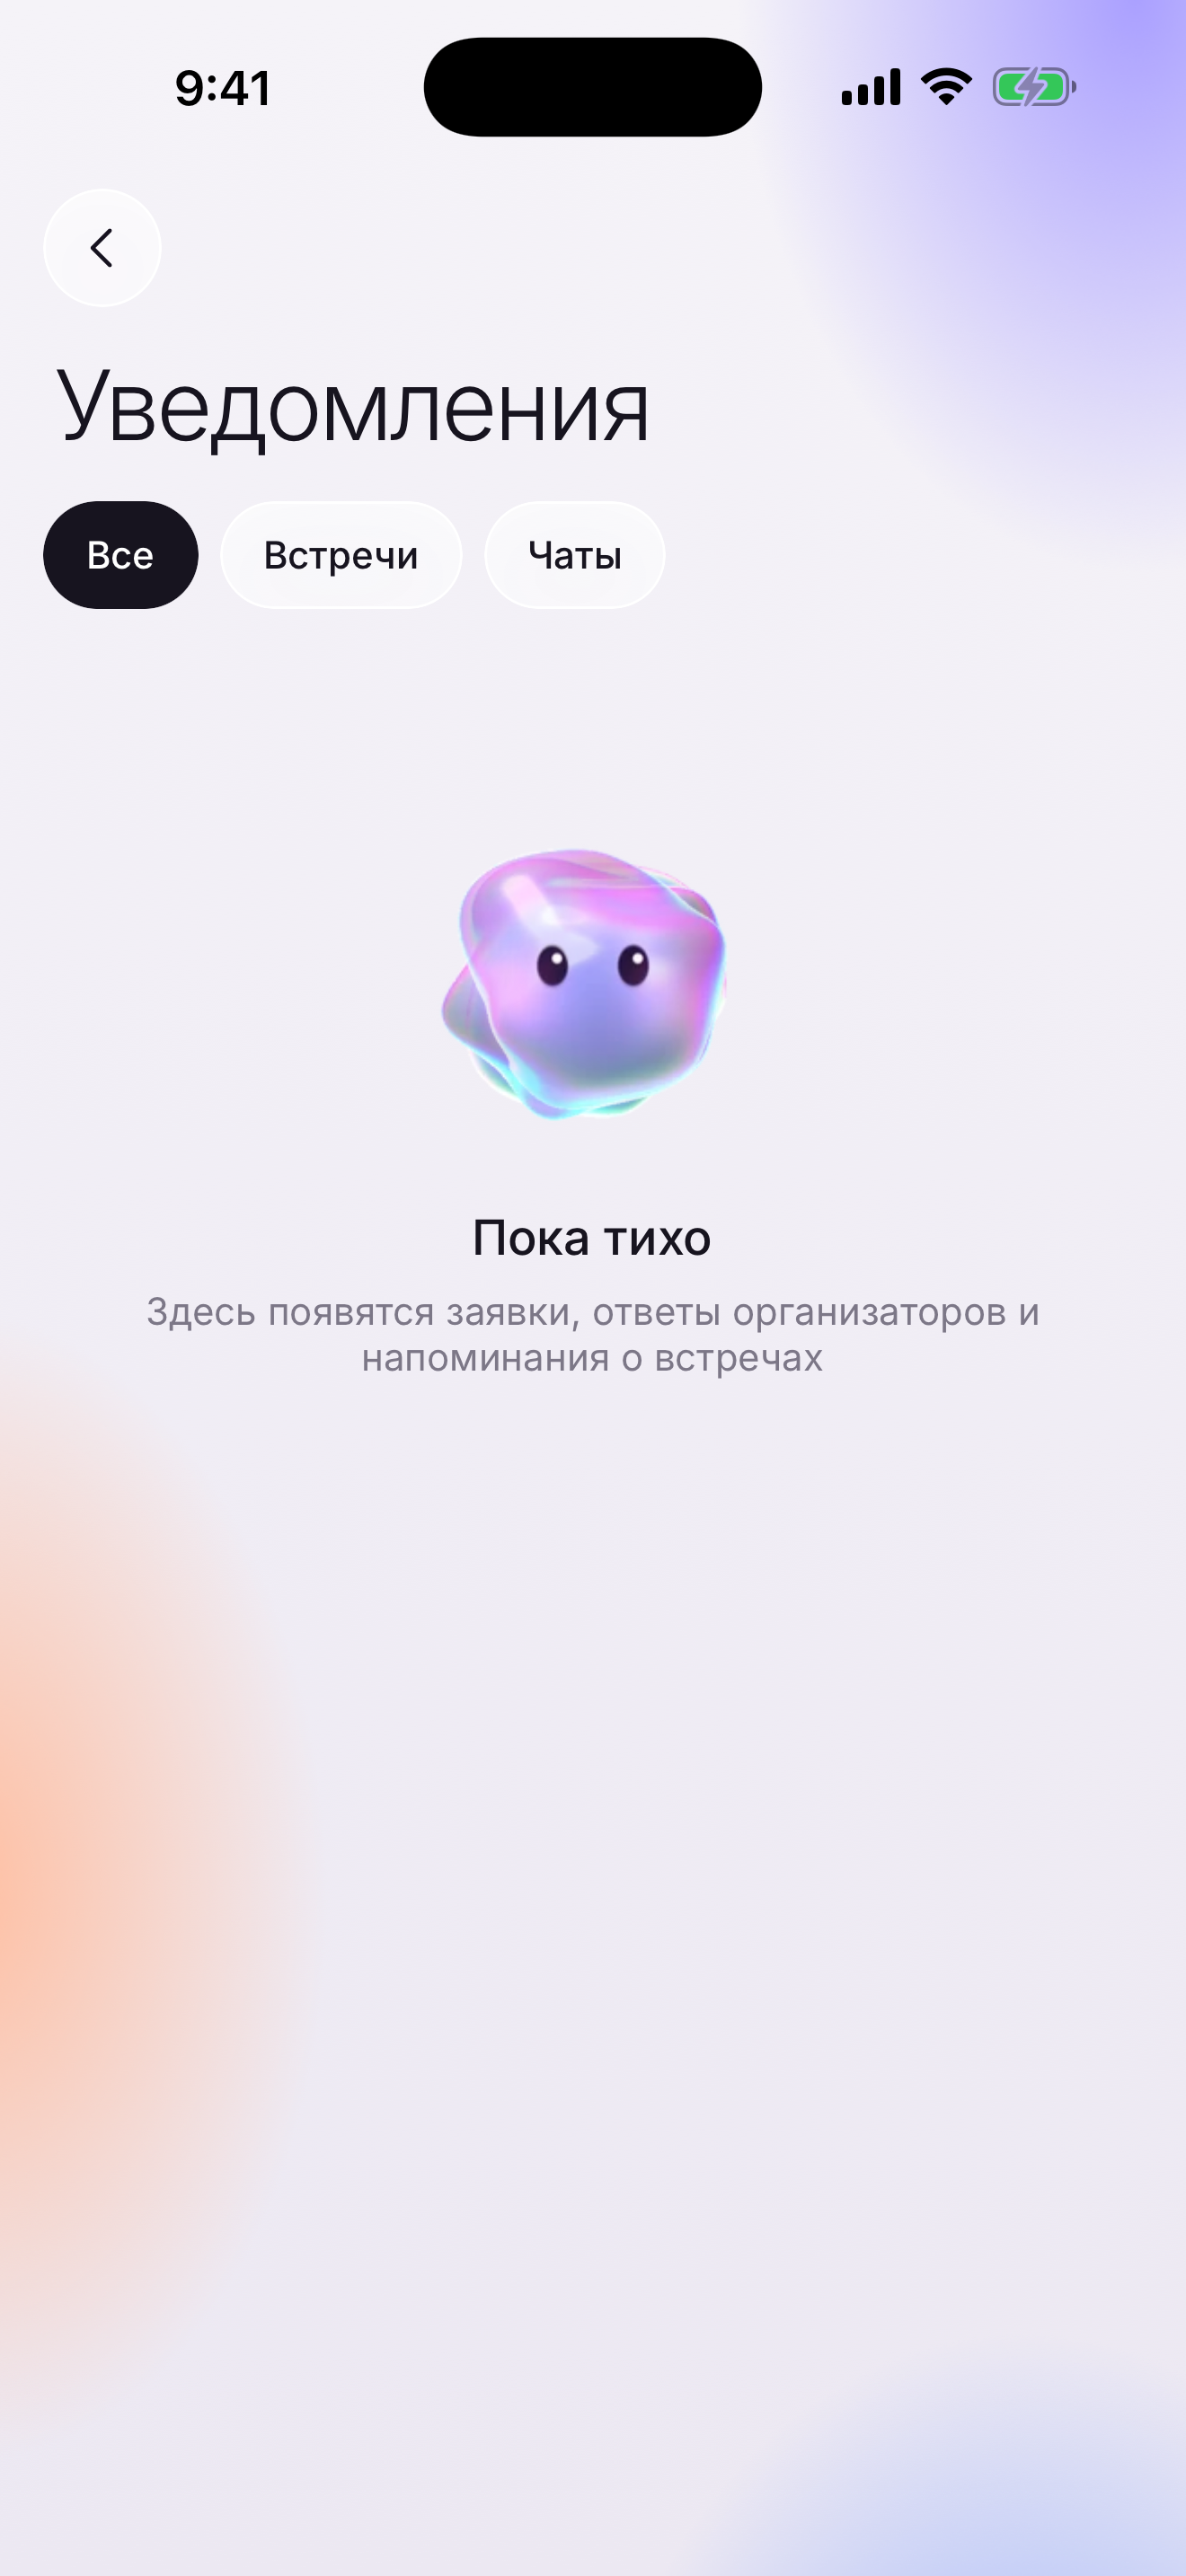 9:41
Уведомления
Все Встречи Чаты
Пока тихо
Здесь появятся заявки, ответы организаторов и
напоминания о встречах